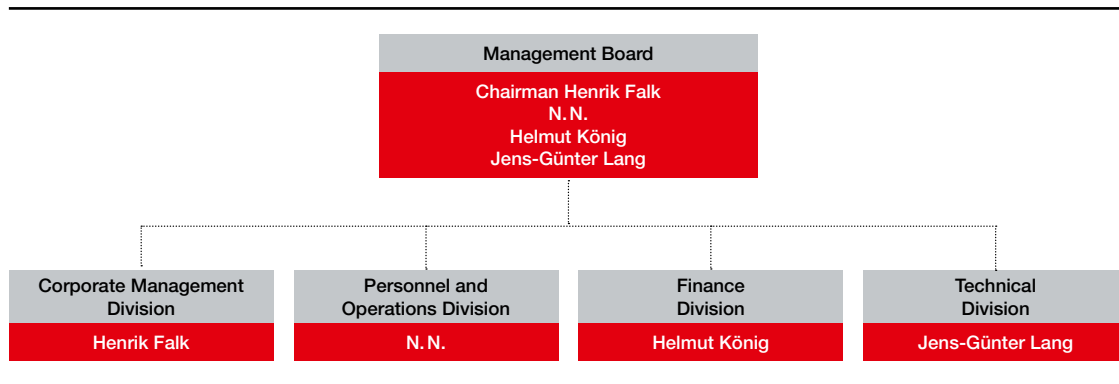 Management Board
Chairman Henrik Falk
N. N.
Helmut König
Jens-Günter Lang
Corporate Management
Division
Henrik Falk
Personnel and
Operations Division
N. N.
Finance
Division
Helmut König
Technical
Division
Jens-Günter Lang